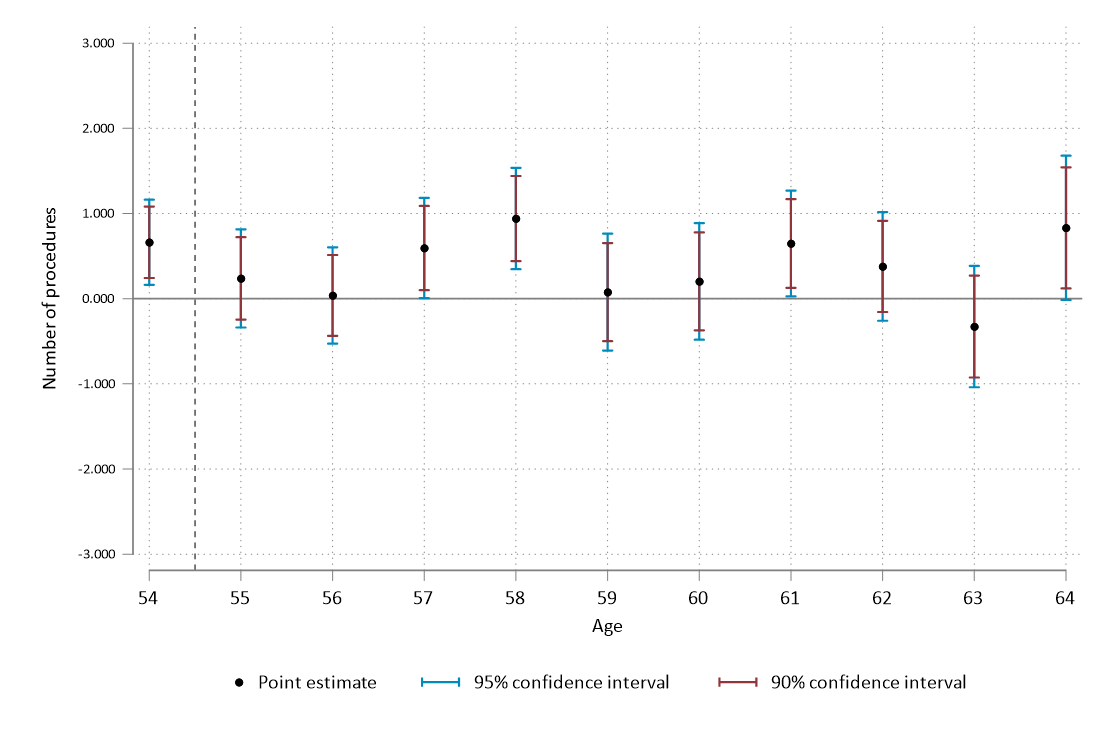 3.000
2.000
1.000
0.000
-1.000
-2.000
-3.000
Number of procedures
54 55 56 57 58 59 60 61 62 63 64
Age
Point estimate 95% confidence interval 90% confidence interval